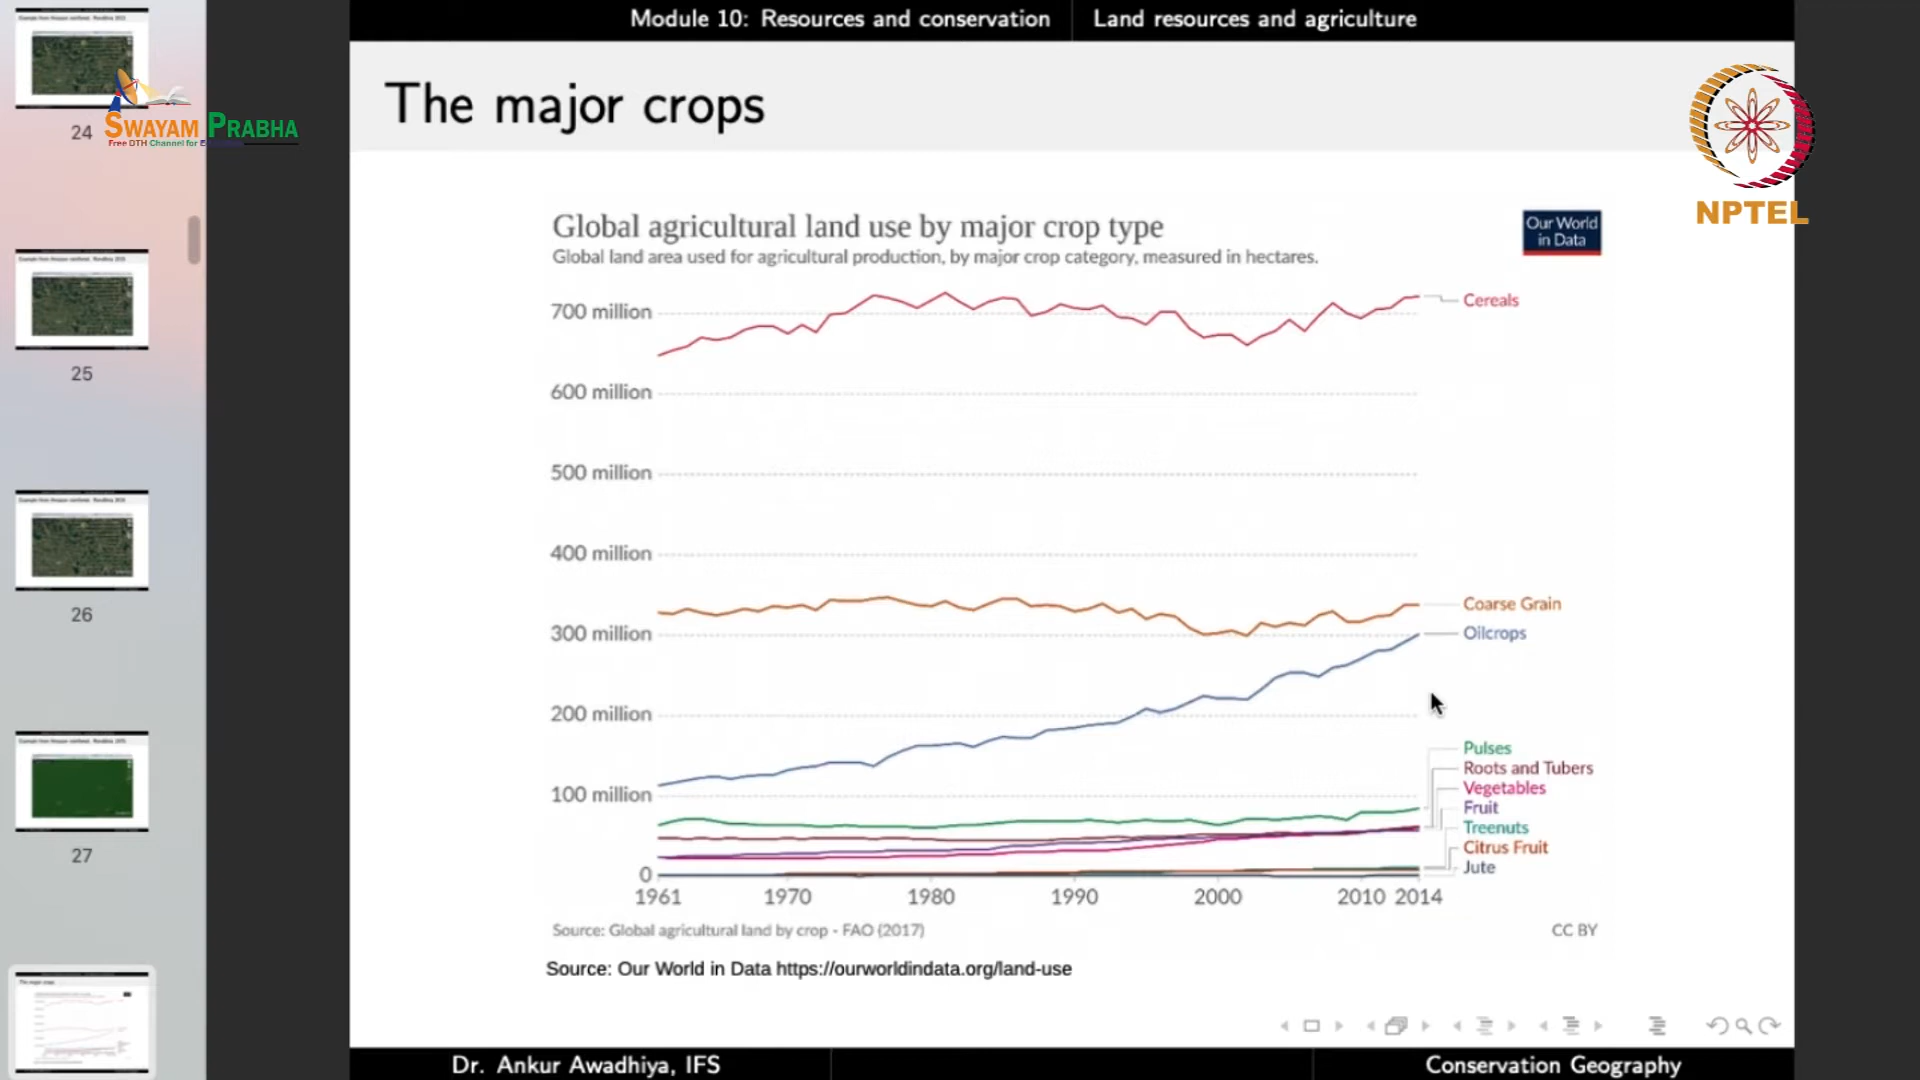 Module 10: Resources and conservation
Land resources and agriculture
24
SWAYAM PRABHA
Free DTH Channel for
25
26
27
The major crops
NPTEL
Global agricultural land use by major crop type
Global land area used for agricultural production, by major crop category, measured in hectares.
Our World
in Data
700 million
600 million
500 million
400 million
300 million
200 million
100 million
0
Cereals
Coarse Grain
Oilcrops
Pulses
Roots and Tubers
Vegetables
Fruit
Treenuts
Citrus Fruit
Jute
1961 1970 1980 1990 2000 2010 2014
Source: Global agricultural land by crop - FAO (2017)
CC BY
Source: Our World in Data https://ourworldindata.org/land-use
Dr. Ankur Awadhiya, IFS
Conservation Geography